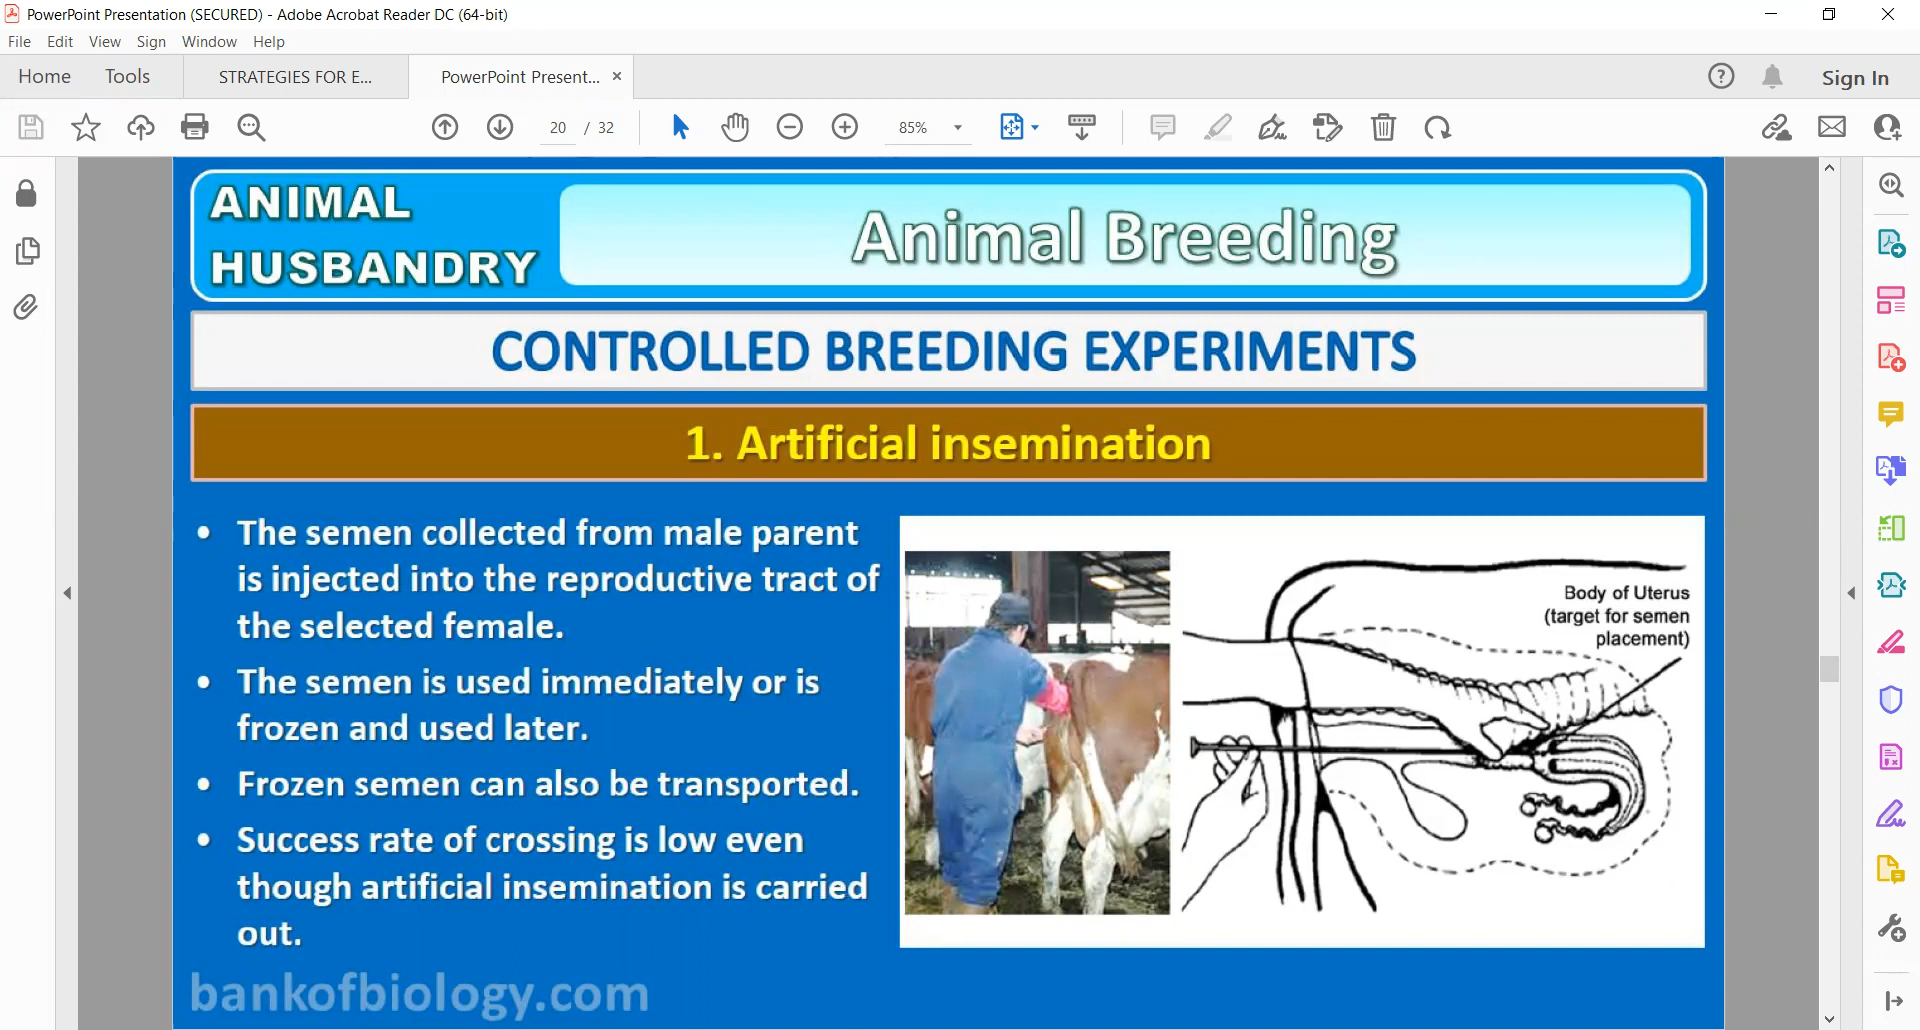 PowerPoint Presentation (SECURED) - Adobe Acrobat Reader DC (64-bit)
File Edit View Sign Window Help
Home Tools STRATEGIES FOR E... PowerPoint Present... × Sign In
20 / 32 85%
ANIMAL
HUSBANDRY
Animal Breeding
CONTROLLED BREEDING EXPERIMENTS
1. Artificial insemination
• The semen collected from male parent
is injected into the reproductive tract of
the selected female.
• The semen is used immediately or is
frozen and used later.
• Frozen semen can also be transported.
• Success rate of crossing is low even
though artificial insemination is carried
out.
Body of Uterus
(target for semen
placement)
bankofbiology.com